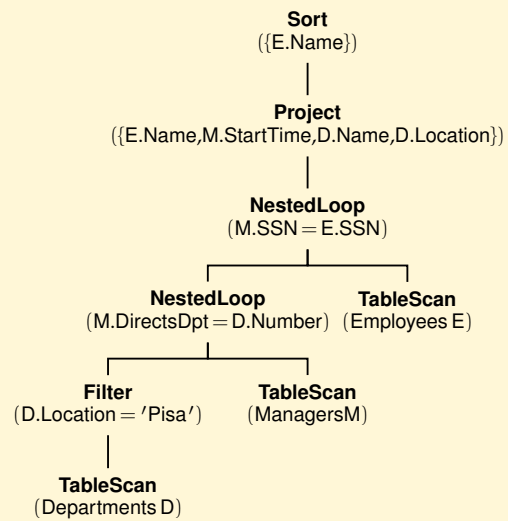 Sort
({E.Name})
Project
({E.Name,M.StartTime,D.Name,D.Location})
NestedLoop
(M.SSN = E.SSN)
NestedLoop
(M.DirectsDpt = D.Number)
TableScan
(Employees E)
Filter
(D.Location = ′Pisa′)
TableScan
(ManagersM)
TableScan
(Departments D)